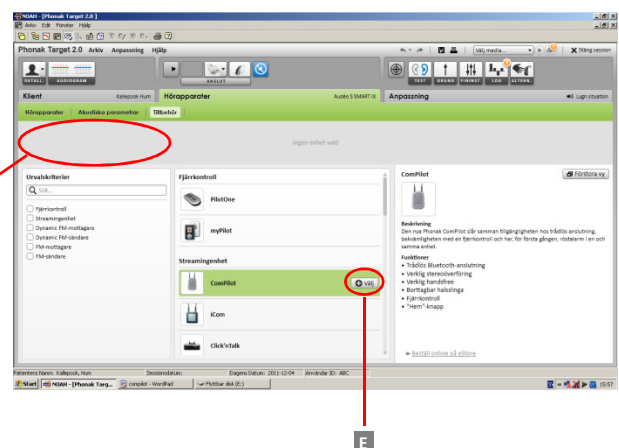 NOAH - [Phonak Target 2.0 ]
Arkiv Edit Fönster Hjälp
Phonak Target 2.0 Arkiv Anpassning Hjälp
Välj media...
Stäng session
DETALJ. AUDIOGRAM
ANSLUT
TEST GRUND FININST. LOG ALTERN.
Klient Kallepook Hum
Hörapparater Audéo S SMART IX
Anpassning Lugn situation
Hörapparater Akustiska parametrar Tillbehör
Ingen enhet vald
Urvalskriterier
Sök...
Fjärrkontroll
Streamingenhet
Dynamic FM-mottagare
Dynamic FM-sändare
FM-mottagare
FM-sändare
Fjärrkontroll
PilotOne
myPilot
Streamingenhet
ComPilot
Välj
iCom
Click'nTalk
ComPilot
Förstora vy
Beskrivning
Den nya Phonak ComPilot slår samman tillgängligheten hos trådlös anslutning,
bekvämligheten med en fjärrkontroll och har, för första gången, röstalarm i en och
samma enhet.
Funktioner
• Trådlös Bluetooth-anslutning
• Verklig stereoöverföring
• Verklig handsfree
• Borttagbar halsslinga
• Fjärrkontroll
• "Hem"-knapp
Beställ online på eStore
Patientens Namn: Kallepook, Hum Sessionsdatum: Dagens Datum: 2011-12-04 Användar ID: ABC
Start NOAH - [Phonak Targ... compilot - WordPad Flyttbar disk (E:) 15:57
E